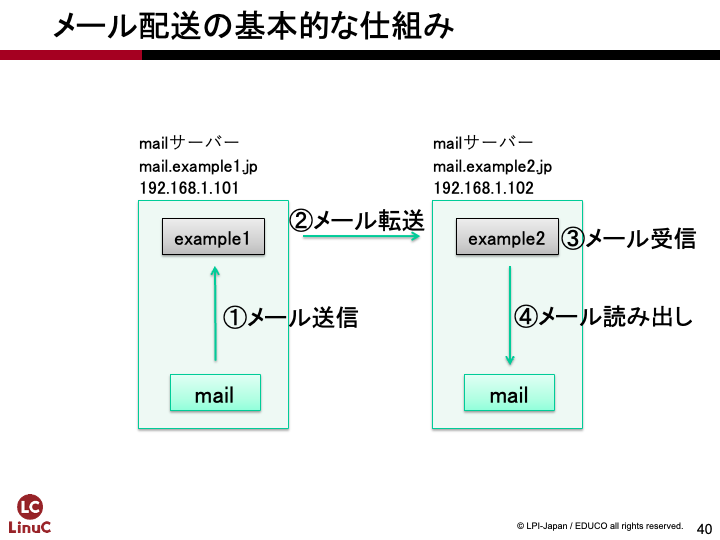 メール配送の基本的な仕組み
mailサーバー
mail.example1.jp
192.168.1.101
mailサーバー
mail.example2.jp
192.168.1.102
②メール転送
example1
example2
③メール受信
①メール送信
④メール読み出し
mail
mail
LC
LinuC
© LPI-Japan / EDUCO all rights reserved.
40